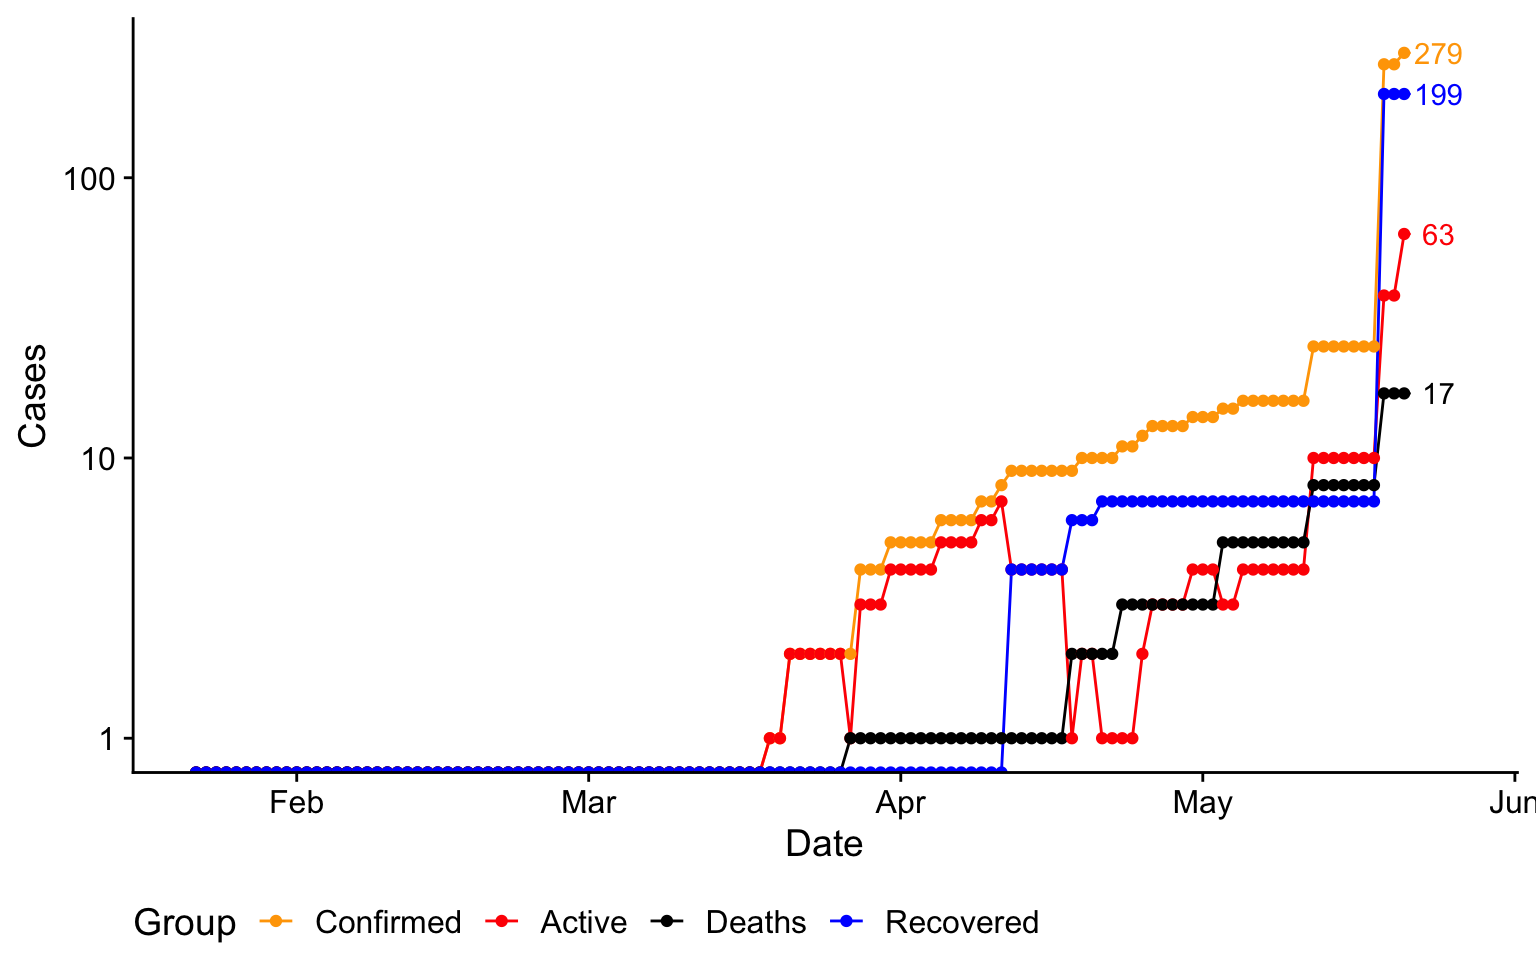 279
199
100
63
Cases
17
10
1
Feb Mar Apr May Jun
Date
Group Confirmed Active Deaths Recovered